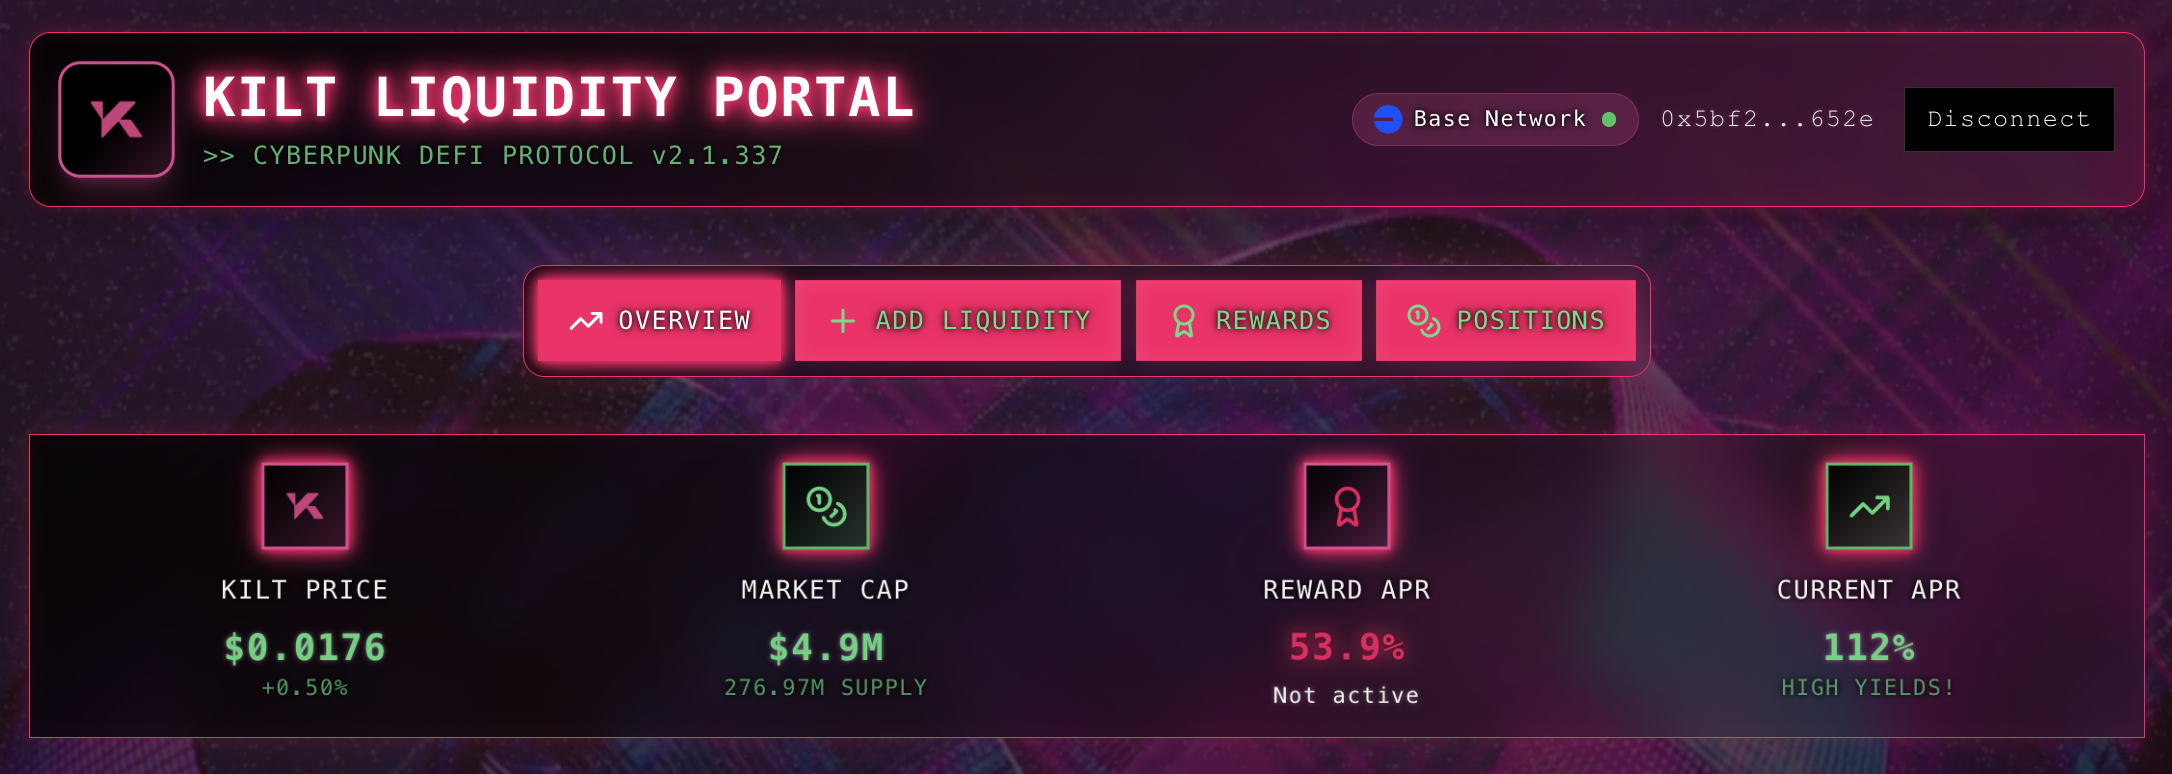 KILT LIQUIDITY PORTAL
>> CYBERPUNK DEFI PROTOCOL v2.1.337
Base Network
0x5bf2...652e
Disconnect
OVERVIEW
ADD LIQUIDITY
REWARDS
POSITIONS
KILT PRICE
$0.0176
+0.50%
MARKET CAP
$4.9M
276.97M SUPPLY
REWARD APR
53.9%
Not active
CURRENT APR
112%
HIGH YIELDS!